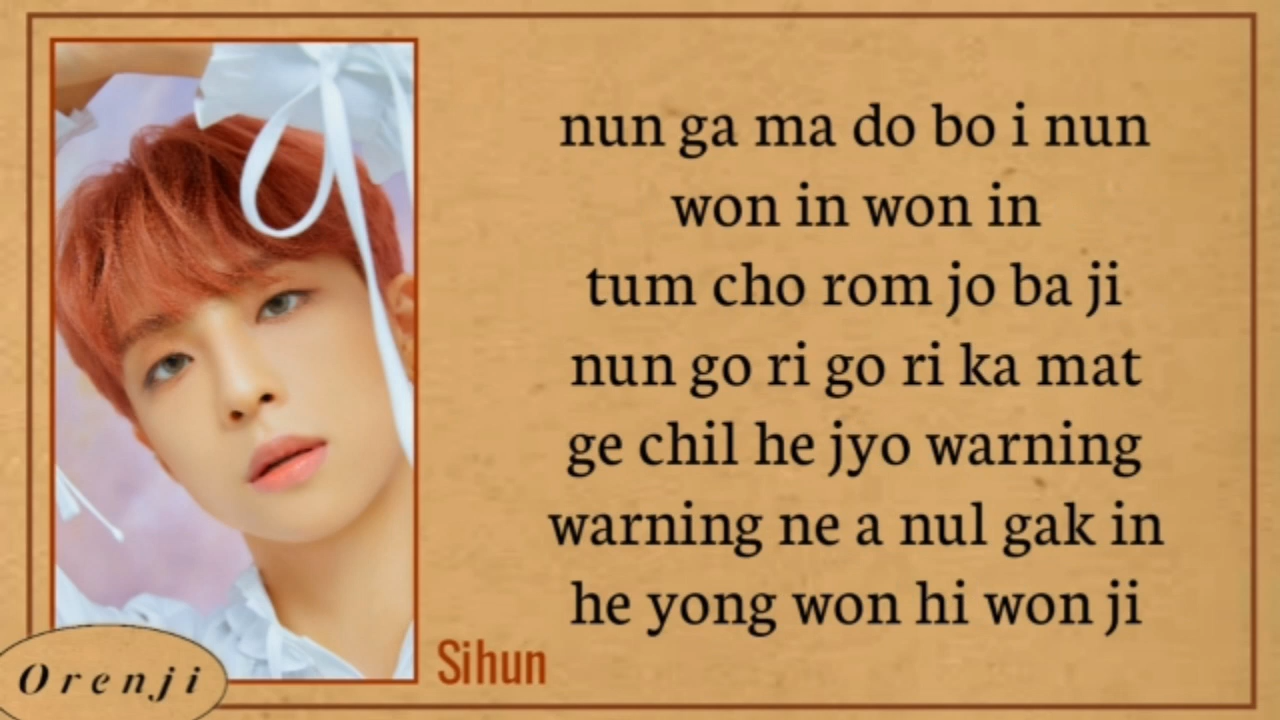 nun ga ma do bo i nun
won in won in
tum cho rom jo ba ji
nun go ri go ri ka mat
ge chil he jyo warning
warning ne a nul gak in
he yong won hi won ji
Sihun
Orenji